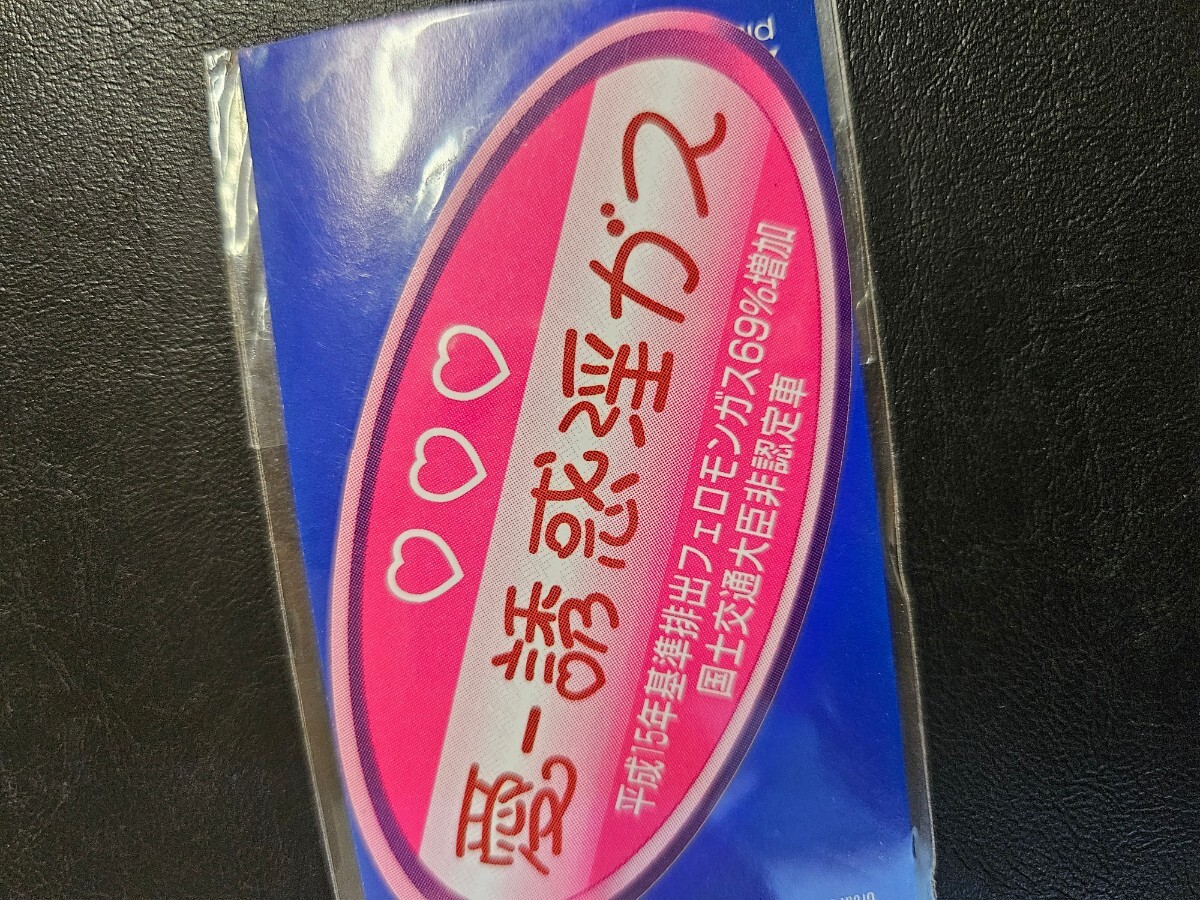 愛-誘惑淫ガス
平成15年基準排出フェロモンガス69%増加
国土交通大臣非認定車